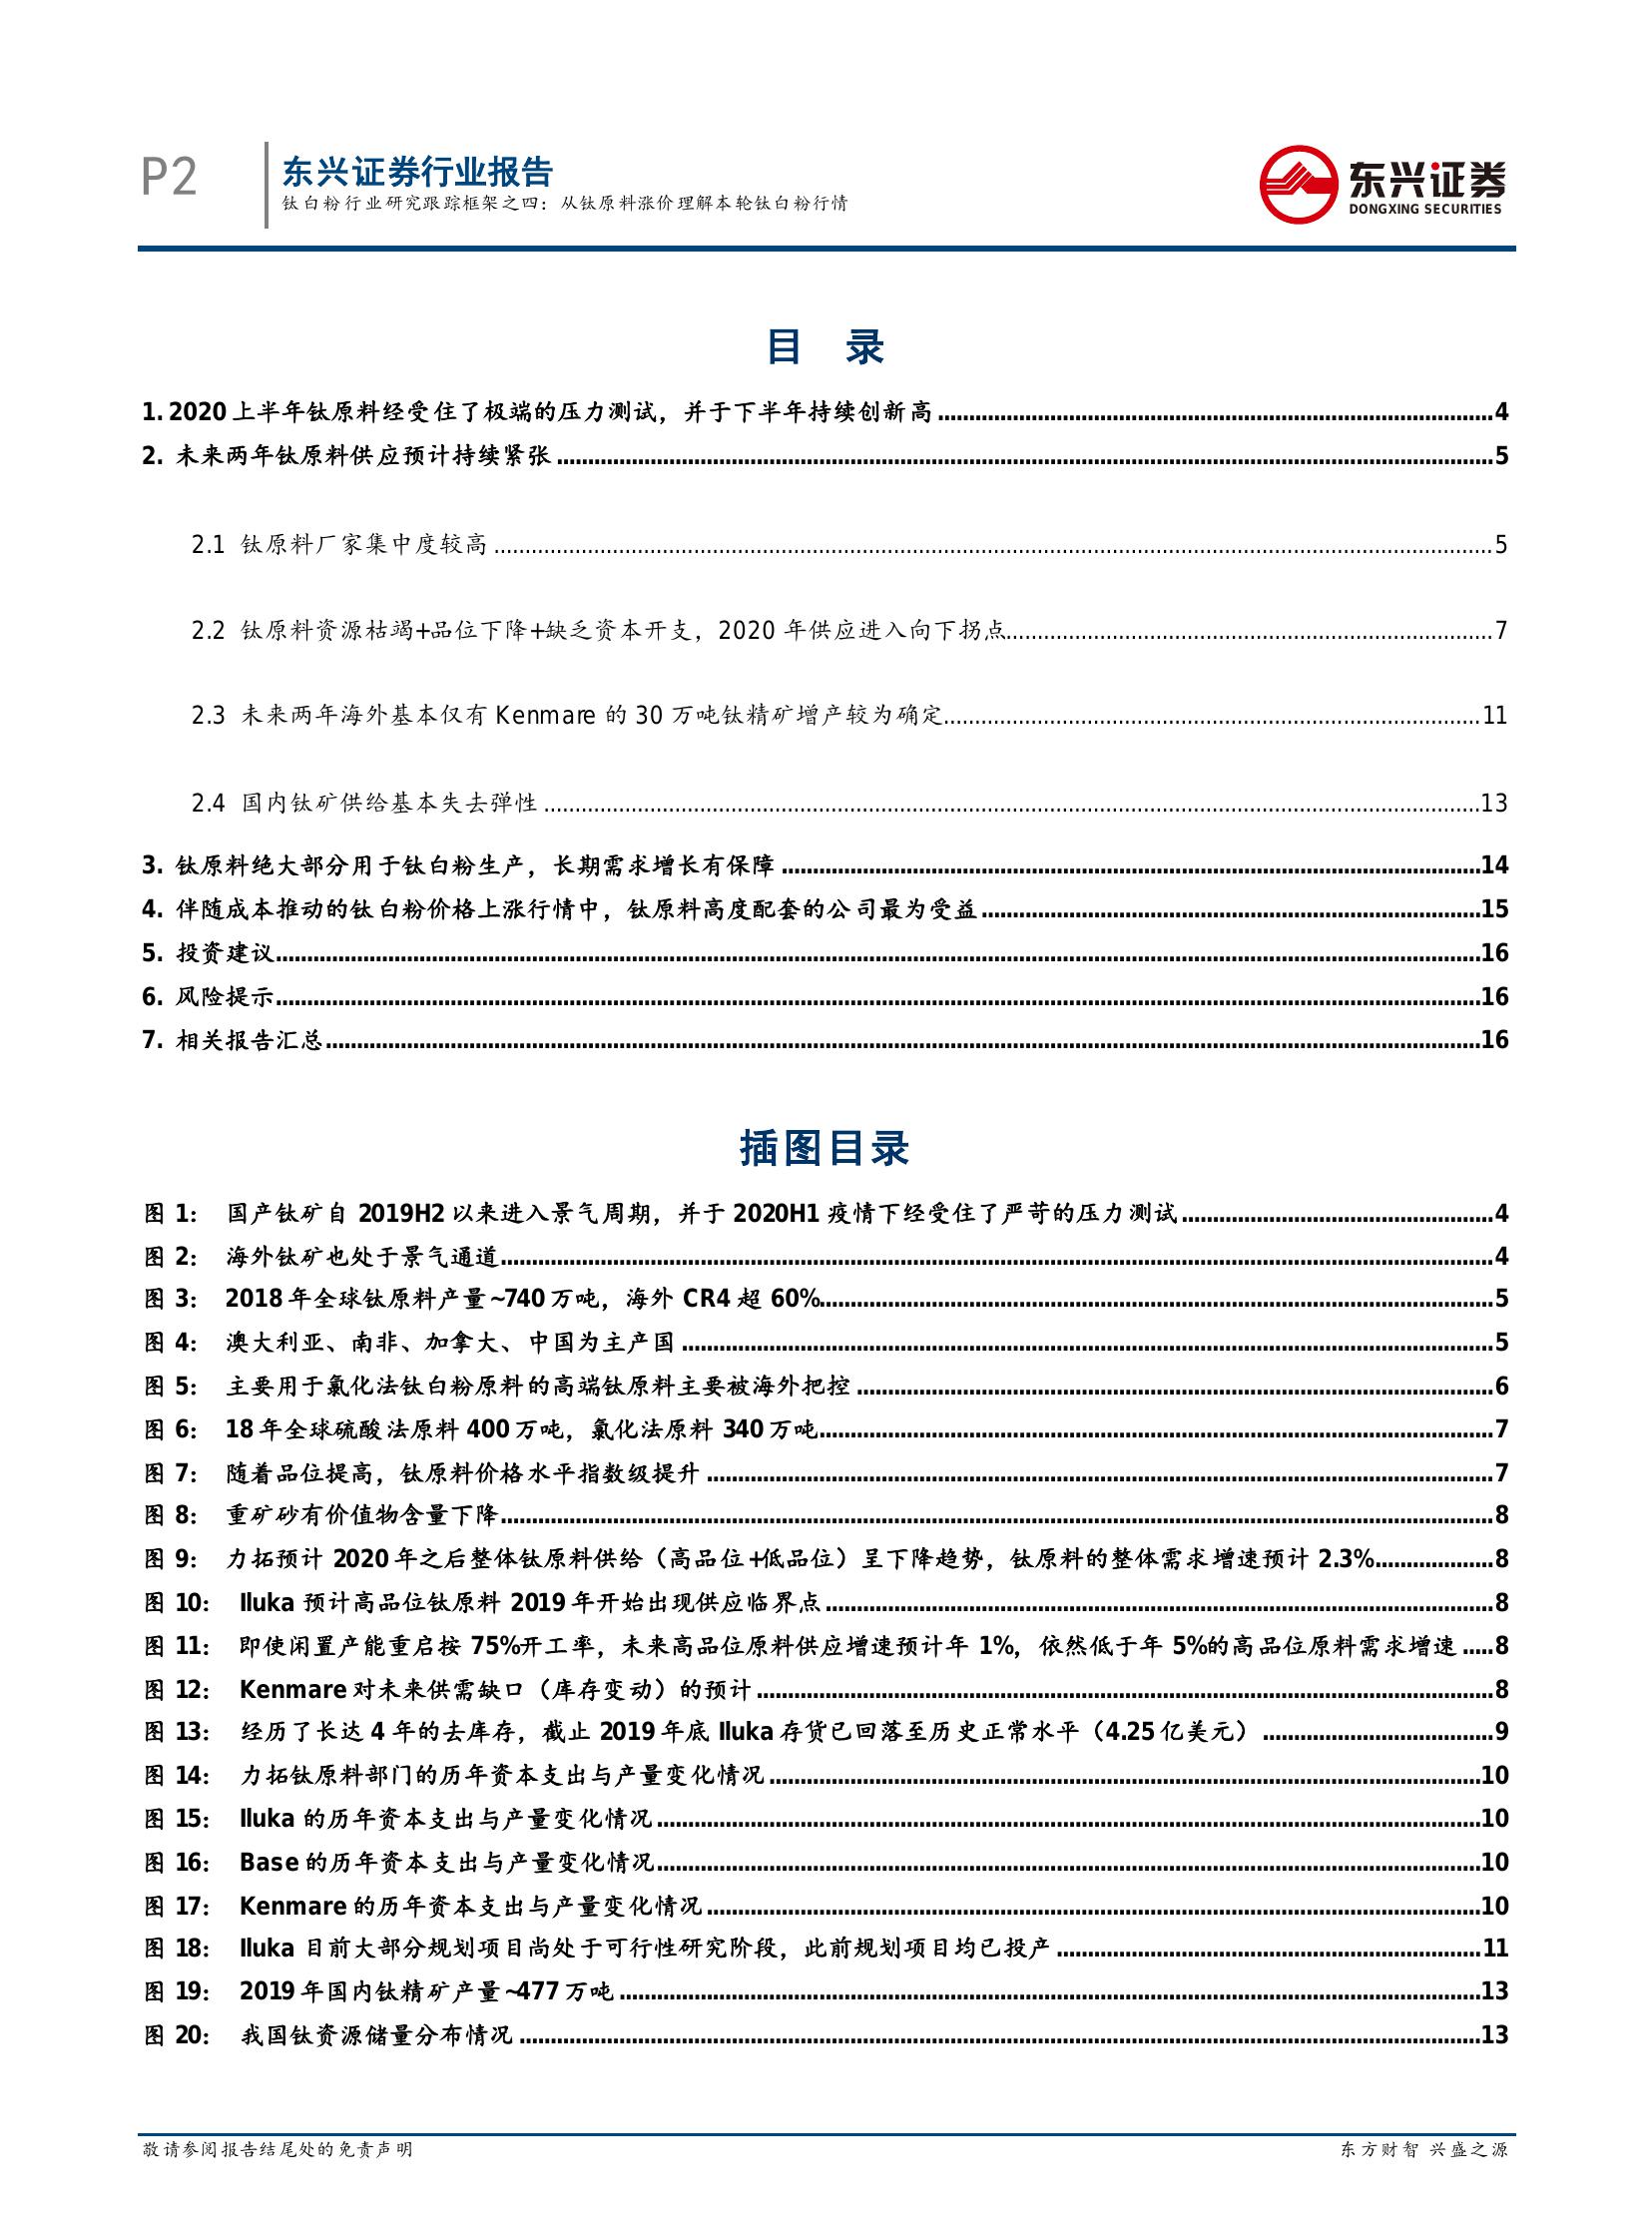 P2
东兴证券行业报告
钛白粉行业研究跟踪框架之四：从钛原料涨价理解本轮钛白粉行情
东兴证券
DONGXING SECURITIES
目 录
1. 2020 上半年钛原料经受住了极端的压力测试，并于下半年持续创新高 ........ 4
2. 未来两年钛原料供应预计持续紧张 ........ 5
2.1 钛原料厂家集中度较高 ........ 5
2.2 钛原料资源枯竭+品位下降+缺乏资本开支，2020 年供应进入向下拐点 ........ 7
2.3 未来两年海外基本仅有 Kenmare 的 30 万吨钛精矿增产较为确定 ........ 11
2.4 国内钛矿供给基本失去弹性 ........ 13
3. 钛原料绝大部分用于钛白粉生产，长期需求增长有保障 ........ 14
4. 伴随成本推动的钛白粉价格上涨行情中，钛原料高度配套的公司最为受益 ........ 15
5. 投资建议 ........ 16
6. 风险提示 ........ 16
7. 相关报告汇总 ........ 16
插图目录
图 1： 国产钛矿自 2019H2 以来进入景气周期，并于 2020H1 疫情下经受住了严苛的压力测试 ........ 4
图 2： 海外钛矿也处于景气通道 ........ 4
图 3： 2018 年全球钛原料产量~740 万吨，海外 CR4 超 60% ........ 5
图 4： 澳大利亚、南非、加拿大、中国为主产国 ........ 5
图 5： 主要用于氯化法钛白粉原料的高端钛原料主要被海外把控 ........ 6
图 6： 18 年全球硫酸法原料 400 万吨，氯化法原料 340 万吨 ........ 7
图 7： 随着品位提高，钛原料价格水平指数级提升 ........ 7
图 8： 重矿砂有价值物含量下降 ........ 8
图 9： 力拓预计 2020 年之后整体钛原料供给（高品位+低品位）呈下降趋势，钛原料的整体需求增速预计 2.3% ........ 8
图 10： Iluka 预计高品位钛原料 2019 年开始出现供应临界点 ........ 8
图 11： 即使闲置产能重启按 75%开工率，未来高品位原料供应增速预计年 1%，依然低于年 5%的高品位原料需求增速 ..... 8
图 12： Kenmare 对未来供需缺口（库存变动）的预计 ........ 8
图 13： 经历了长达 4 年的去库存，截止 2019 年底 Iluka 存货已回落至历史正常水平（4.25 亿美元） ........ 9
图 14： 力拓钛原料部门的历年资本支出与产量变化情况 ........ 10
图 15： Iluka 的历年资本支出与产量变化情况 ........ 10
图 16： Base 的历年资本支出与产量变化情况 ........ 10
图 17： Kenmare 的历年资本支出与产量变化情况 ........ 10
图 18： Iluka 目前大部分规划项目尚处于可行性研究阶段，此前规划项目均已投产 ........ 11
图 19： 2019 年国内钛精矿产量~477 万吨 ........ 13
图 20： 我国钛资源储量分布情况 ........ 13
敬请参阅报告结尾处的免责声明
东方财智 兴盛之源